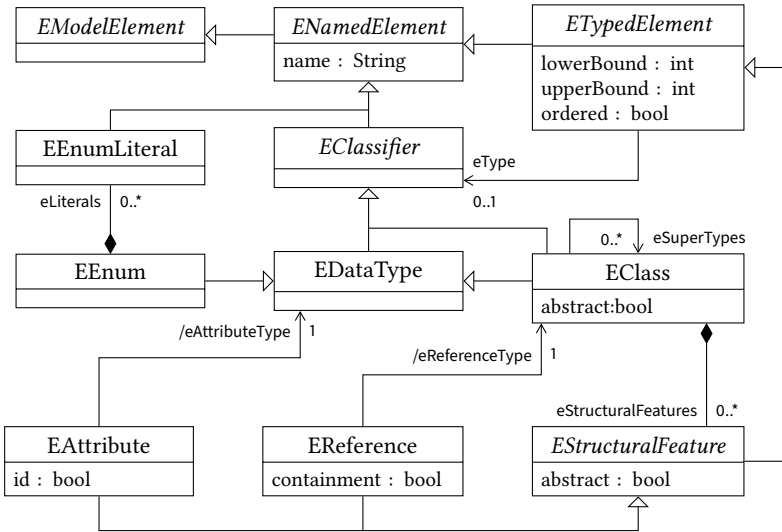 EModelElement
ENamedElement
name : String
ETypedElement
lowerBound : int
upperBound : int
ordered : bool
EEnumLiteral
EClassifier
eType
0..1
eLiterals 0..*
0..* eSuperTypes
EEnum
EDataType
EClass
abstract:bool
/eAttributeType 1
/eReferenceType 1
eStructuralFeatures 0..*
EAttribute
id : bool
EReference
containment : bool
EStructuralFeature
abstract : bool